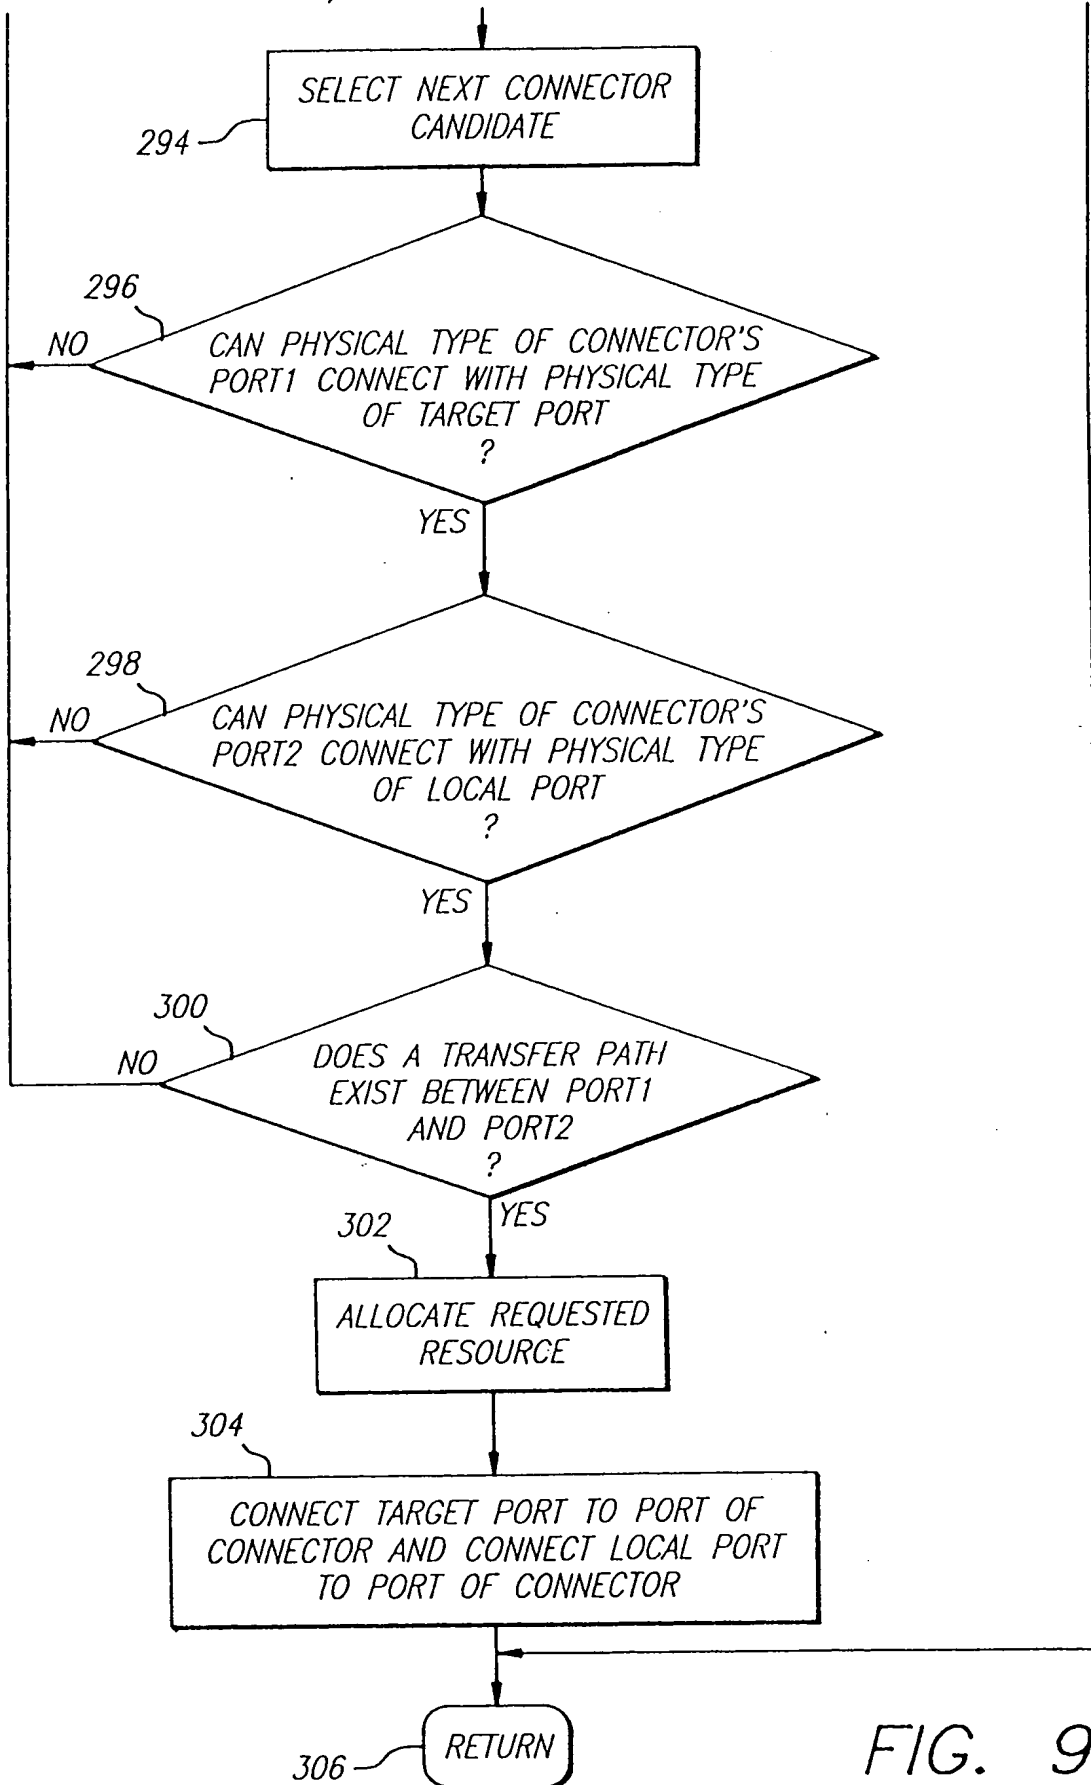 SELECT NEXT CONNECTOR
CANDIDATE
294
296
NO
CAN PHYSICAL TYPE OF CONNECTOR'S
PORT1 CONNECT WITH PHYSICAL TYPE
OF TARGET PORT
?
YES
298
NO
CAN PHYSICAL TYPE OF CONNECTOR'S
PORT2 CONNECT WITH PHYSICAL TYPE
OF LOCAL PORT
?
YES
300
NO
DOES A TRANSFER PATH
EXIST BETWEEN PORT1
AND PORT2
?
YES
302
ALLOCATE REQUESTED
RESOURCE
304
CONNECT TARGET PORT TO PORT OF
CONNECTOR AND CONNECT LOCAL PORT
TO PORT OF CONNECTOR
RETURN
306
FIG. 9